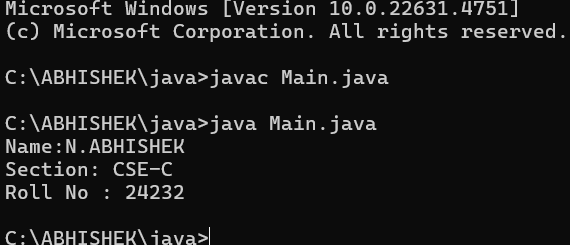 Microsoft Windows [Version 10.0.22631.4751]
(c) Microsoft Corporation. All rights reserved.
C:\ABHISHEK\java>javac Main.java
C:\ABHISHEK\java>java Main.java
Name:N.ABHISHEK
Section: CSE-C
Roll No : 24232
C:\ABHISHEK\java>